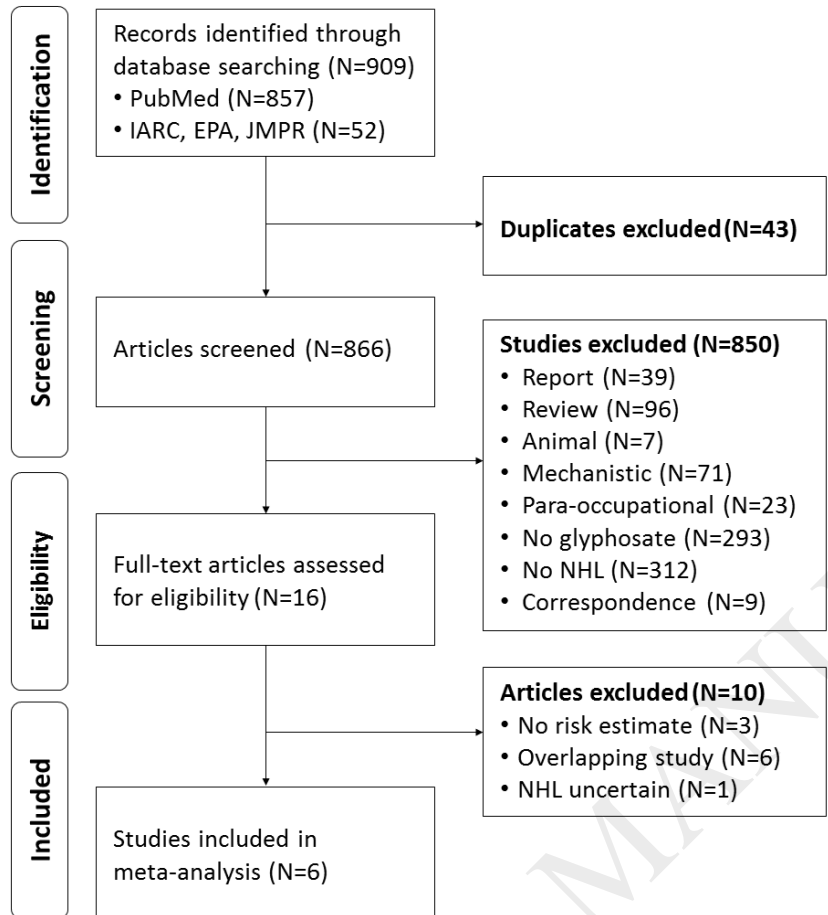 Identification
Records identified through
database searching (N=909)
• PubMed (N=857)
• IARC, EPA, JMPR (N=52)
Duplicates excluded (N=43)
Screening
Articles screened (N=866)
Studies excluded (N=850)
• Report (N=39)
• Review (N=96)
• Animal (N=7)
• Mechanistic (N=71)
• Para-occupational (N=23)
• No glyphosate (N=293)
• No NHL (N=312)
• Correspondence (N=9)
Eligibility
Full-text articles assessed
for eligibility (N=16)
Articles excluded (N=10)
• No risk estimate (N=3)
• Overlapping study (N=6)
• NHL uncertain (N=1)
Included
Studies included in
meta-analysis (N=6)
MANU